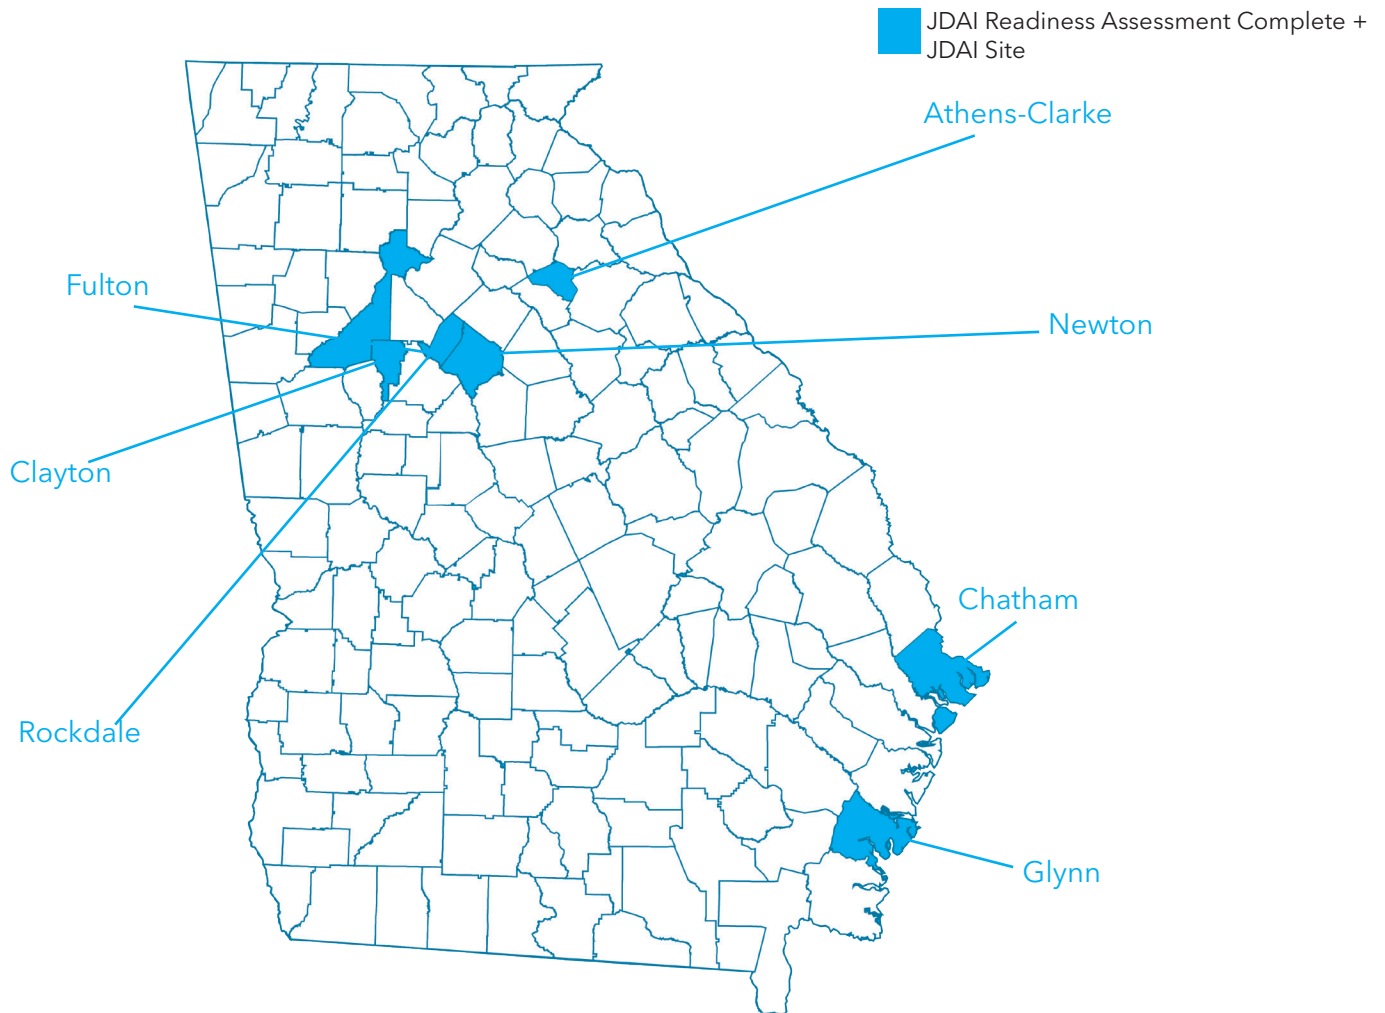 JDAI Readiness Assessment Complete +
JDAI Site
Athens-Clarke
Fulton
Newton
Clayton
Chatham
Rockdale
Glynn